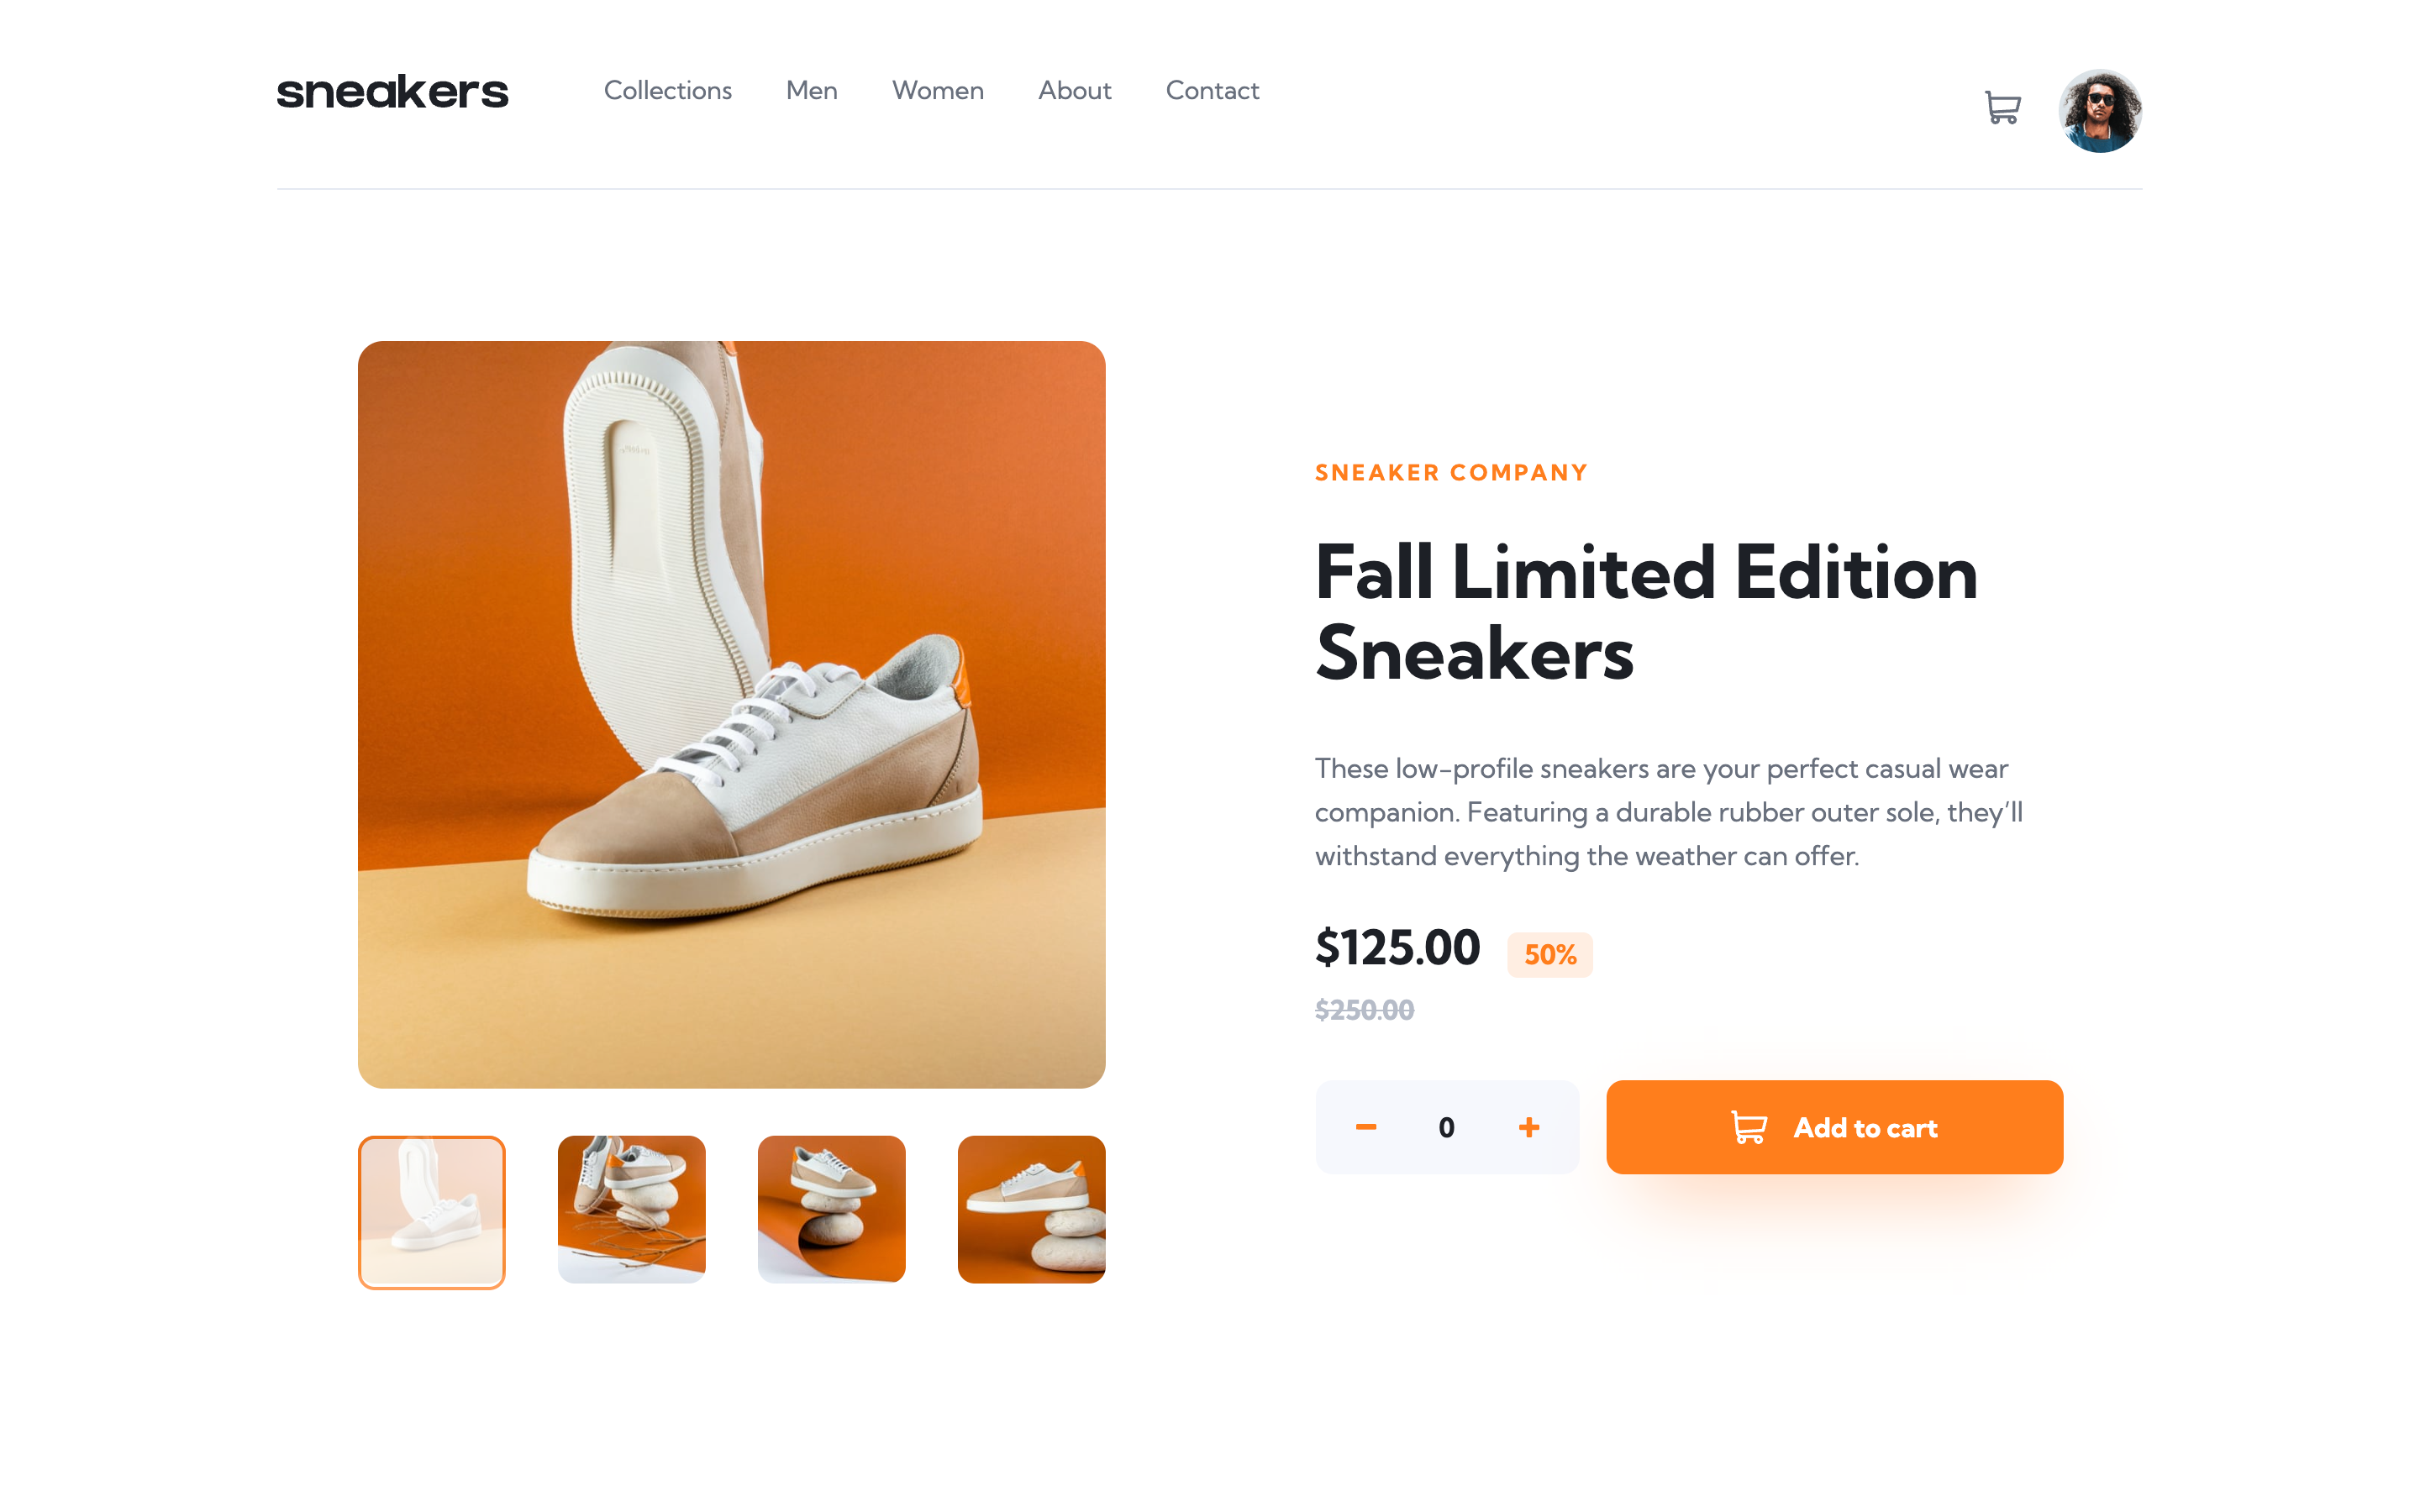 sneakers
Collections Men Women About Contact
SNEAKER COMPANY
Fall Limited Edition
Sneakers
These low-profile sneakers are your perfect casual wear
companion. Featuring a durable rubber outer sole, they’ll
withstand everything the weather can offer.
$125.00 50%
$250.00
0 Add to cart